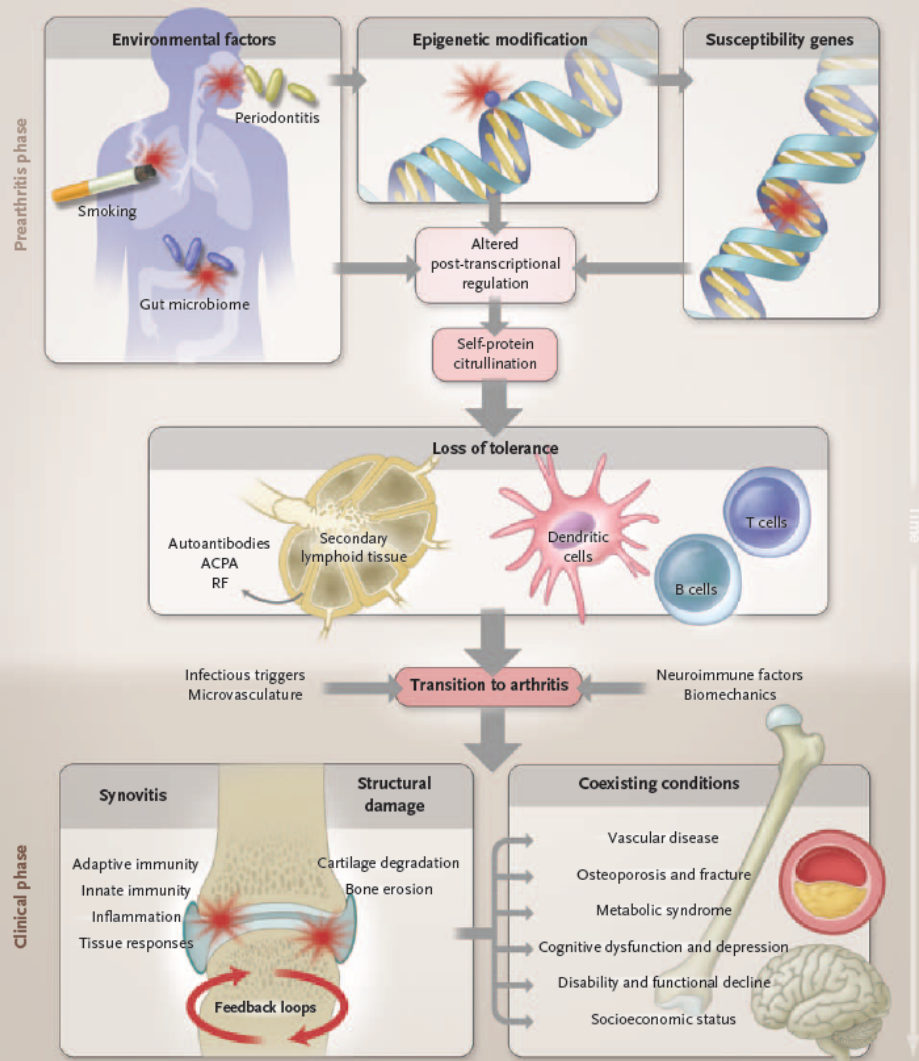 Prearthritis phase
Environmental factors
Periodontitis
Smoking
Gut microbiome
Epigenetic modification
Susceptibility genes
Altered
post-transcriptional
regulation
Self-protein
citrullination
Loss of tolerance
Autoantibodies
ACPA
RF
Secondary
lymphoid tissue
Dendritic
cells
B cells
T cells
Time
Infectious triggers
Microvasculature
Transition to arthritis
Neuroimmune factors
Biomechanics
Clinical phase
Synovitis
Adaptive immunity
Innate immunity
Inflammation
Tissue responses
Structural
damage
Cartilage degradation
Bone erosion
Feedback loops
Coexisting conditions
Vascular disease
Osteoporosis and fracture
Metabolic syndrome
Cognitive dysfunction and depression
Disability and functional decline
Socioeconomic status